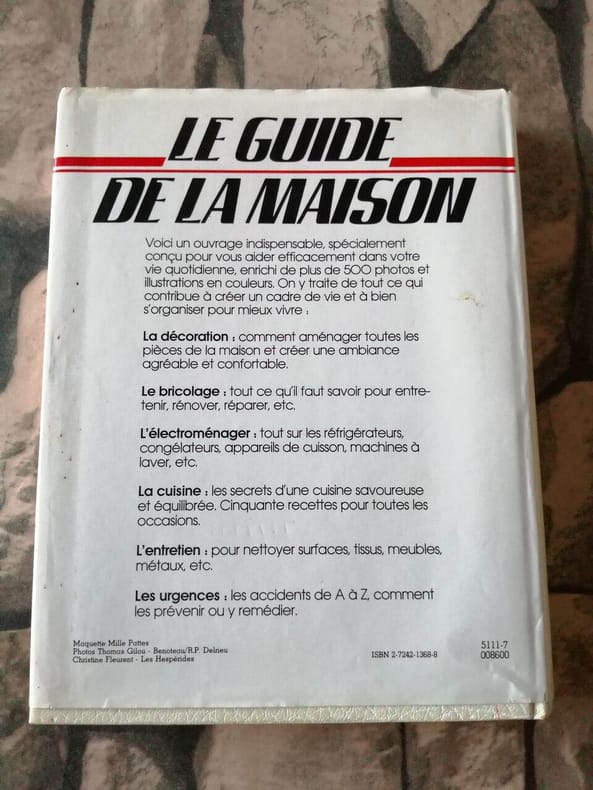 LE GUIDE
DE LA MAISON
Voici un ouvrage indispensable, spécialement
conçu pour vous aider efficacement dans votre
vie quotidienne, enrichi de plus de 500 photos et
illustrations en couleurs. On y traite de tout ce qui
contribue à créer un cadre de vie et à bien
s'organiser pour mieux vivre :
La décoration : comment aménager toutes les
pièces de la maison et créer une ambiance
agréable et confortable.
Le bricolage : tout ce qu'il faut savoir pour entre-
tenir, rénover, réparer, etc.
L'électroménager : tout sur les réfrigérateurs,
congélateurs, appareils de cuisson, machines à
laver, etc.
La cuisine : les secrets d'une cuisine savoureuse
et équilibrée. Cinquante recettes pour toutes les
occasions.
L'entretien : pour nettoyer surfaces, tissus, meubles,
métaux, etc.
Les urgences : les accidents de A à Z, comment
les prévenir ou y remédier.
Maquette Mille Pattes
Photos Thomas Gilou - Benoteau/R.P. Delrieu
Christine Fleurent - Les Hespérides
ISBN 2-7242-1368-8
5111-7
008600